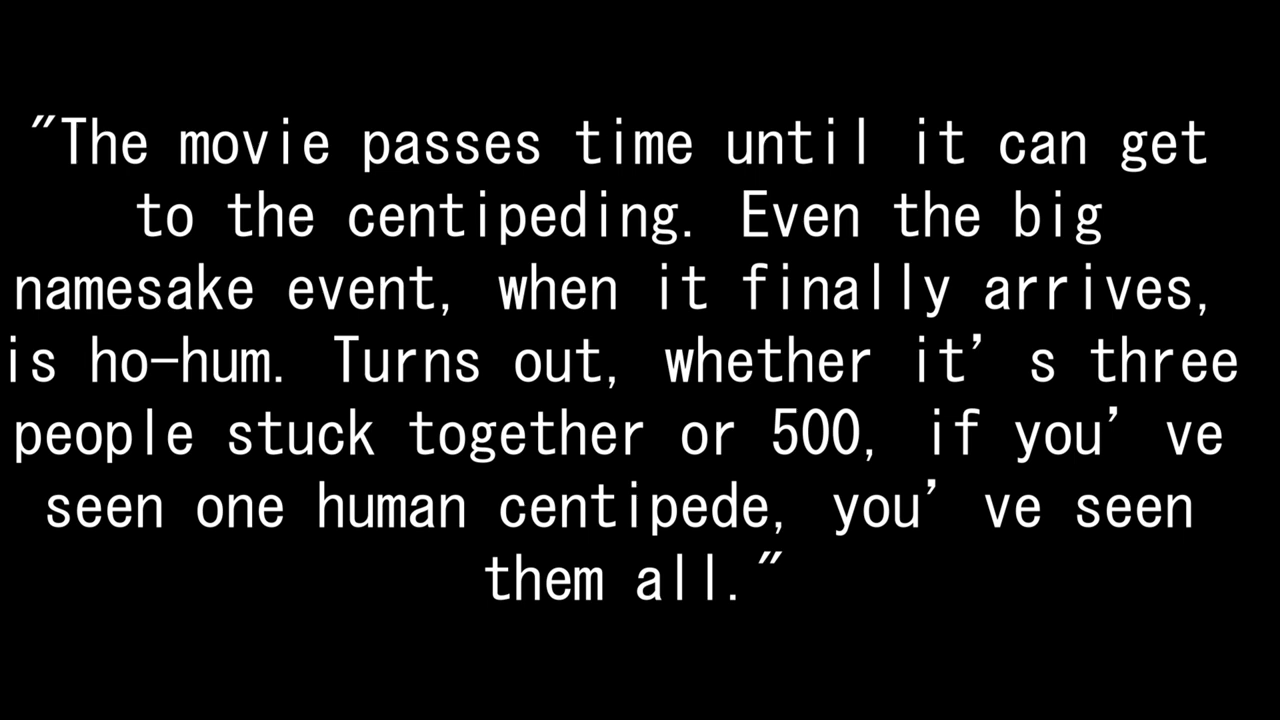 "The movie passes time until it can get
to the centipeding. Even the big
namesake event, when it finally arrives,
is ho-hum. Turns out, whether it’s three
people stuck together or 500, if you’ve
seen one human centipede, you’ve seen
them all."